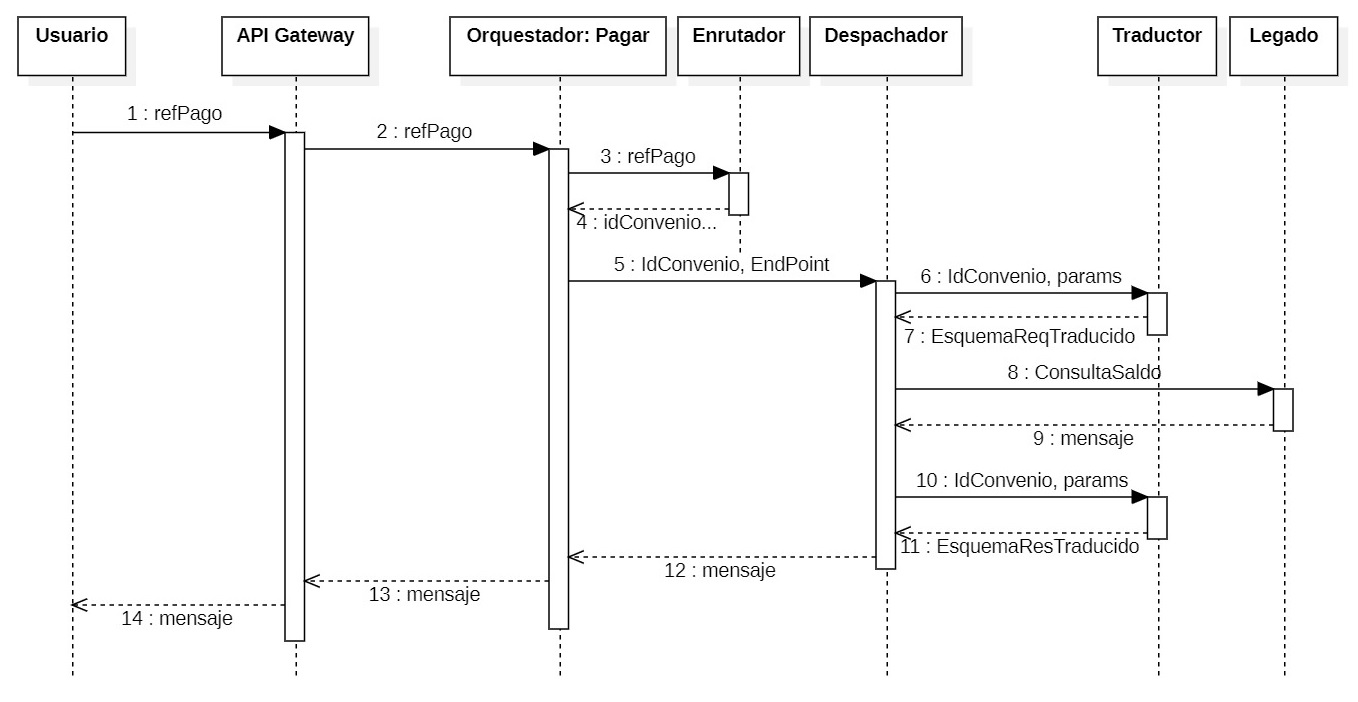 Usuario
API Gateway
Orquestador: Pagar
Enrutador
Despachador
Traductor
Legado
1 : refPago
2 : refPago
3 : refPago
4 : idConvenio...
5 : IdConvenio, EndPoint
6 : IdConvenio, params
7 : EsquemaReqTraducido
8 : ConsultaSaldo
9 : mensaje
10 : IdConvenio, params
11 : EsquemaResTraducido
12 : mensaje
13 : mensaje
14 : mensaje